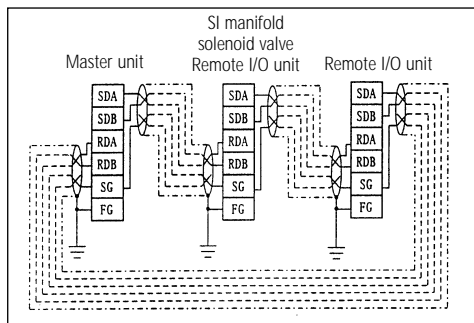 SI manifold
solenoid valve
Master unit Remote I/O unit Remote I/O unit
SDA SDA SDA
SDB SDB SDB
RDA RDA RDA
RDB RDB RDB
SG SG SG
FG FG FG